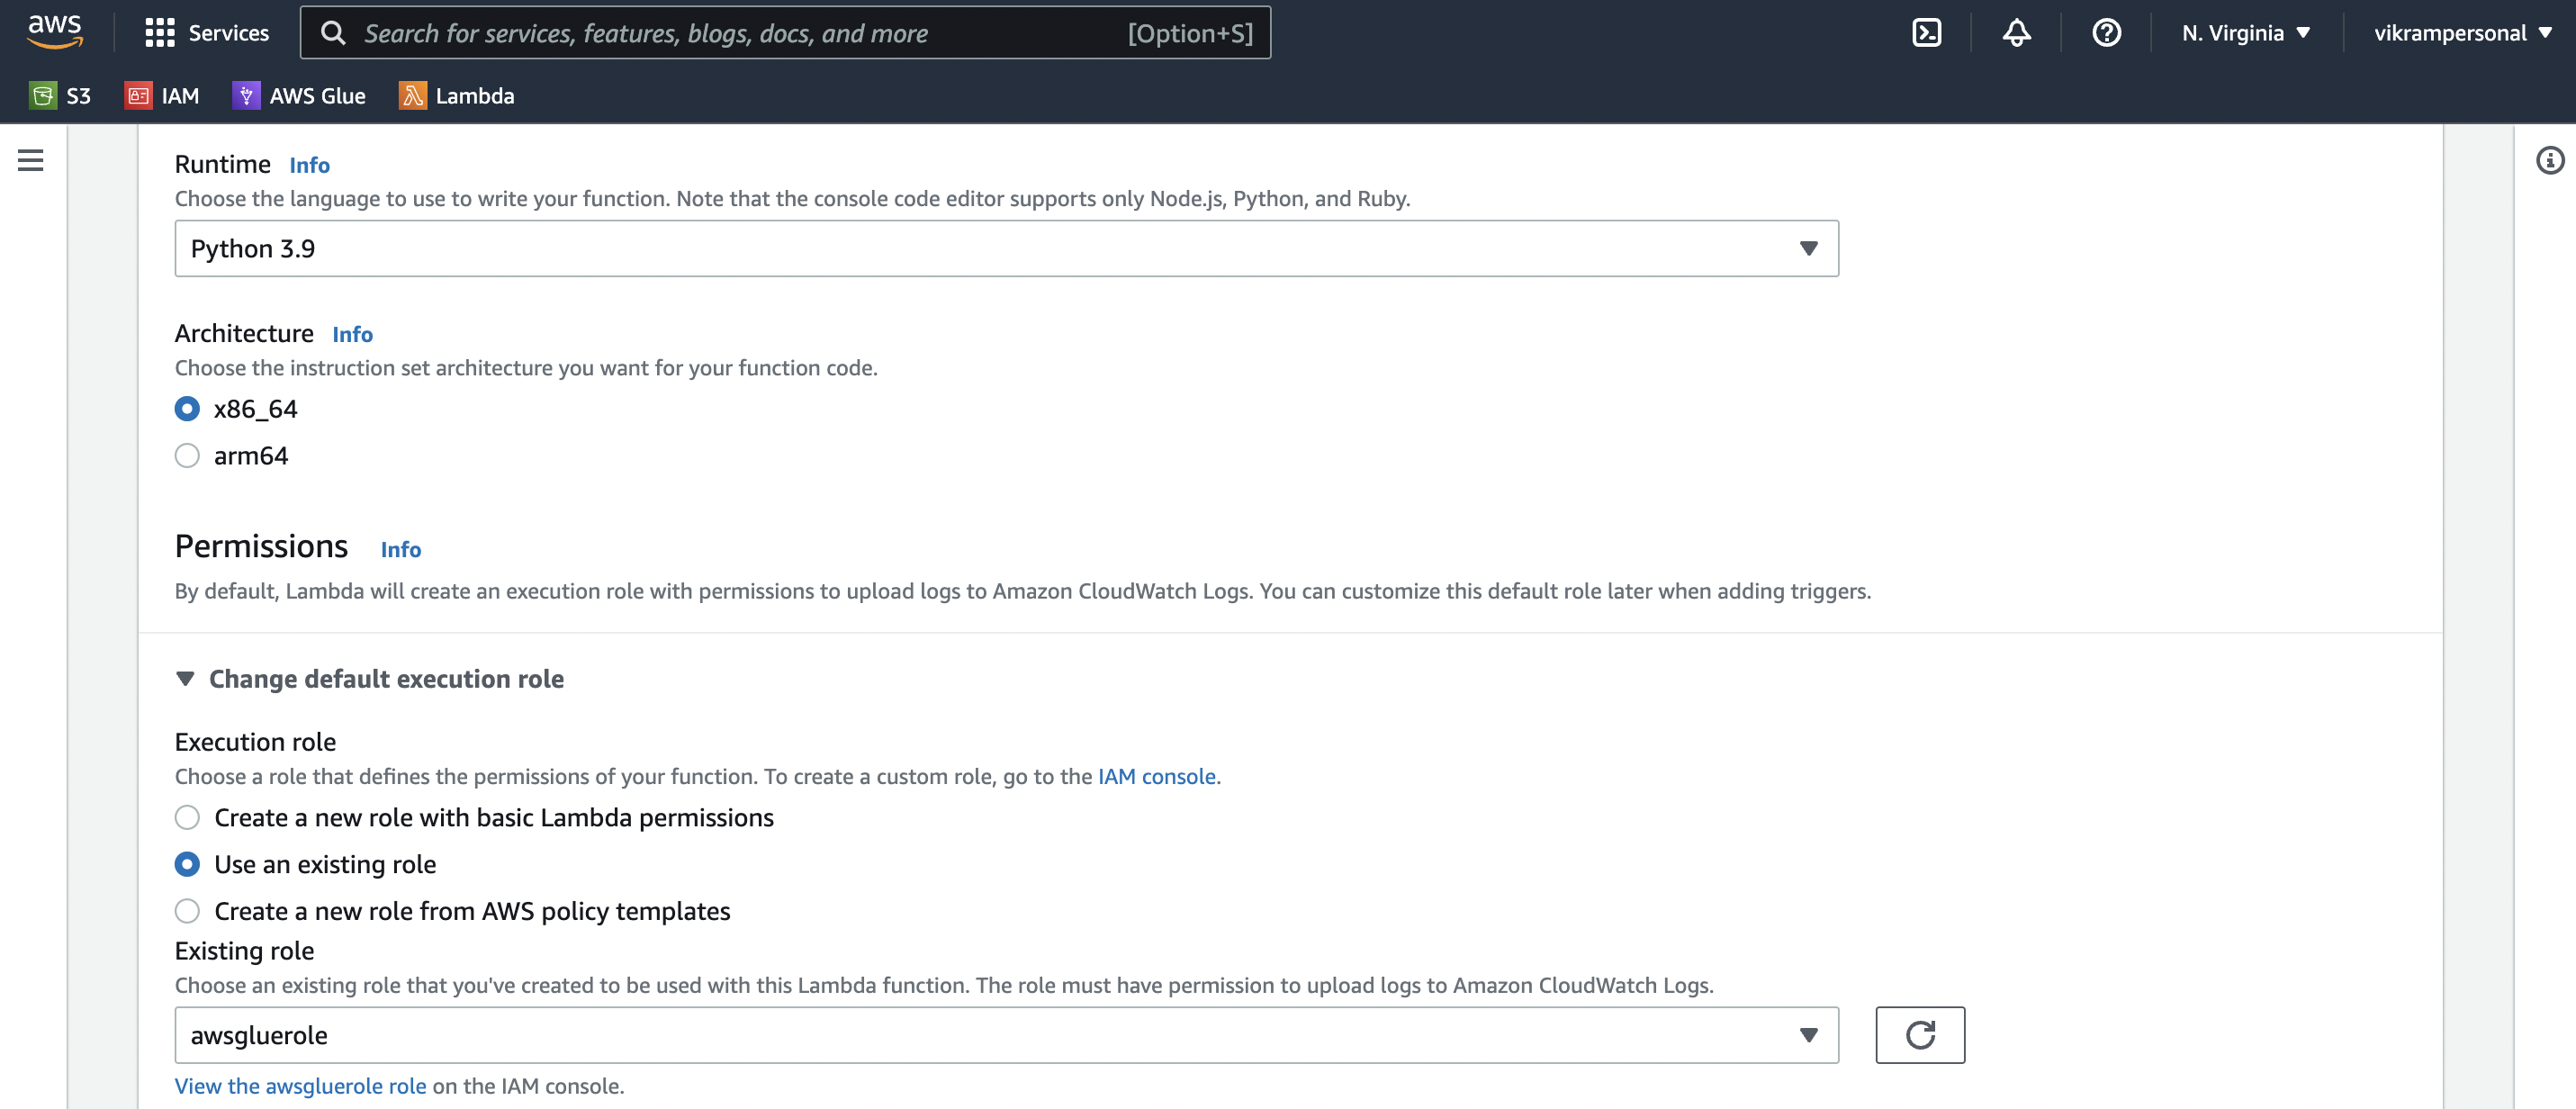 aws
Services
Search for services, features, blogs, docs, and more [Option+S]
N. Virginia
vikrampersonal
S3 IAM AWS Glue Lambda
Runtime Info
Choose the language to use to write your function. Note that the console code editor supports only Node.js, Python, and Ruby.
Python 3.9
Architecture Info
Choose the instruction set architecture you want for your function code.
x86_64
arm64
Permissions Info
By default, Lambda will create an execution role with permissions to upload logs to Amazon CloudWatch Logs. You can customize this default role later when adding triggers.
Change default execution role
Execution role
Choose a role that defines the permissions of your function. To create a custom role, go to the IAM console.
Create a new role with basic Lambda permissions
Use an existing role
Create a new role from AWS policy templates
Existing role
Choose an existing role that you've created to be used with this Lambda function. The role must have permission to upload logs to Amazon CloudWatch Logs.
awsgluerole
View the awsgluerole role on the IAM console.